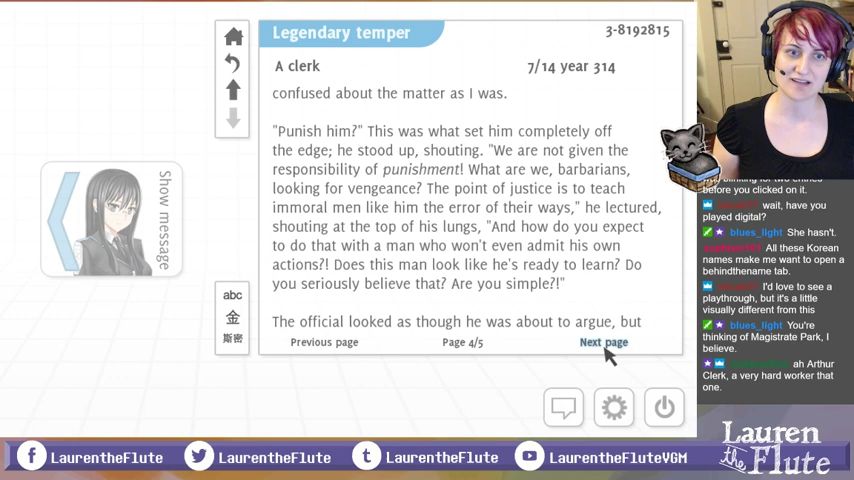 Legendary temper
3-8192815
A clerk
7/14 year 314
confused about the matter as I was.
"Punish him?" This was what set him completely off
the edge; he stood up, shouting. "We are not given the
responsibility of punishment! What are we, barbarians,
looking for vengeance? The point of justice is to teach
immoral men like him the error of their ways," he lectured,
shouting at the top of his lungs, "And how do you expect
to do that with a man who won't even admit his own
actions?! Does this man look like he's ready to learn? Do
you seriously believe that? Are you simple?!"
The official looked as though he was about to argue, but
Previous page
Page 4/5
Next page
Show message
abc
金
斯密
blinking for two entries
before you clicked on it.
wait, have you
played digital?
blues_light She hasn't.
All these Korean
names make me want to open a
behindthename tab.
I'd love to see a
playthrough, but it's a little
visually different from this
blues_light You're
thinking of Magistrate Park, I
believe.
ah Arthur
Clerk, a very hard worker that
one.
LaurentheFlute
LaurentheFlute
LaurentheFlute
LaurentheFluteVGM
Lauren
the Flute